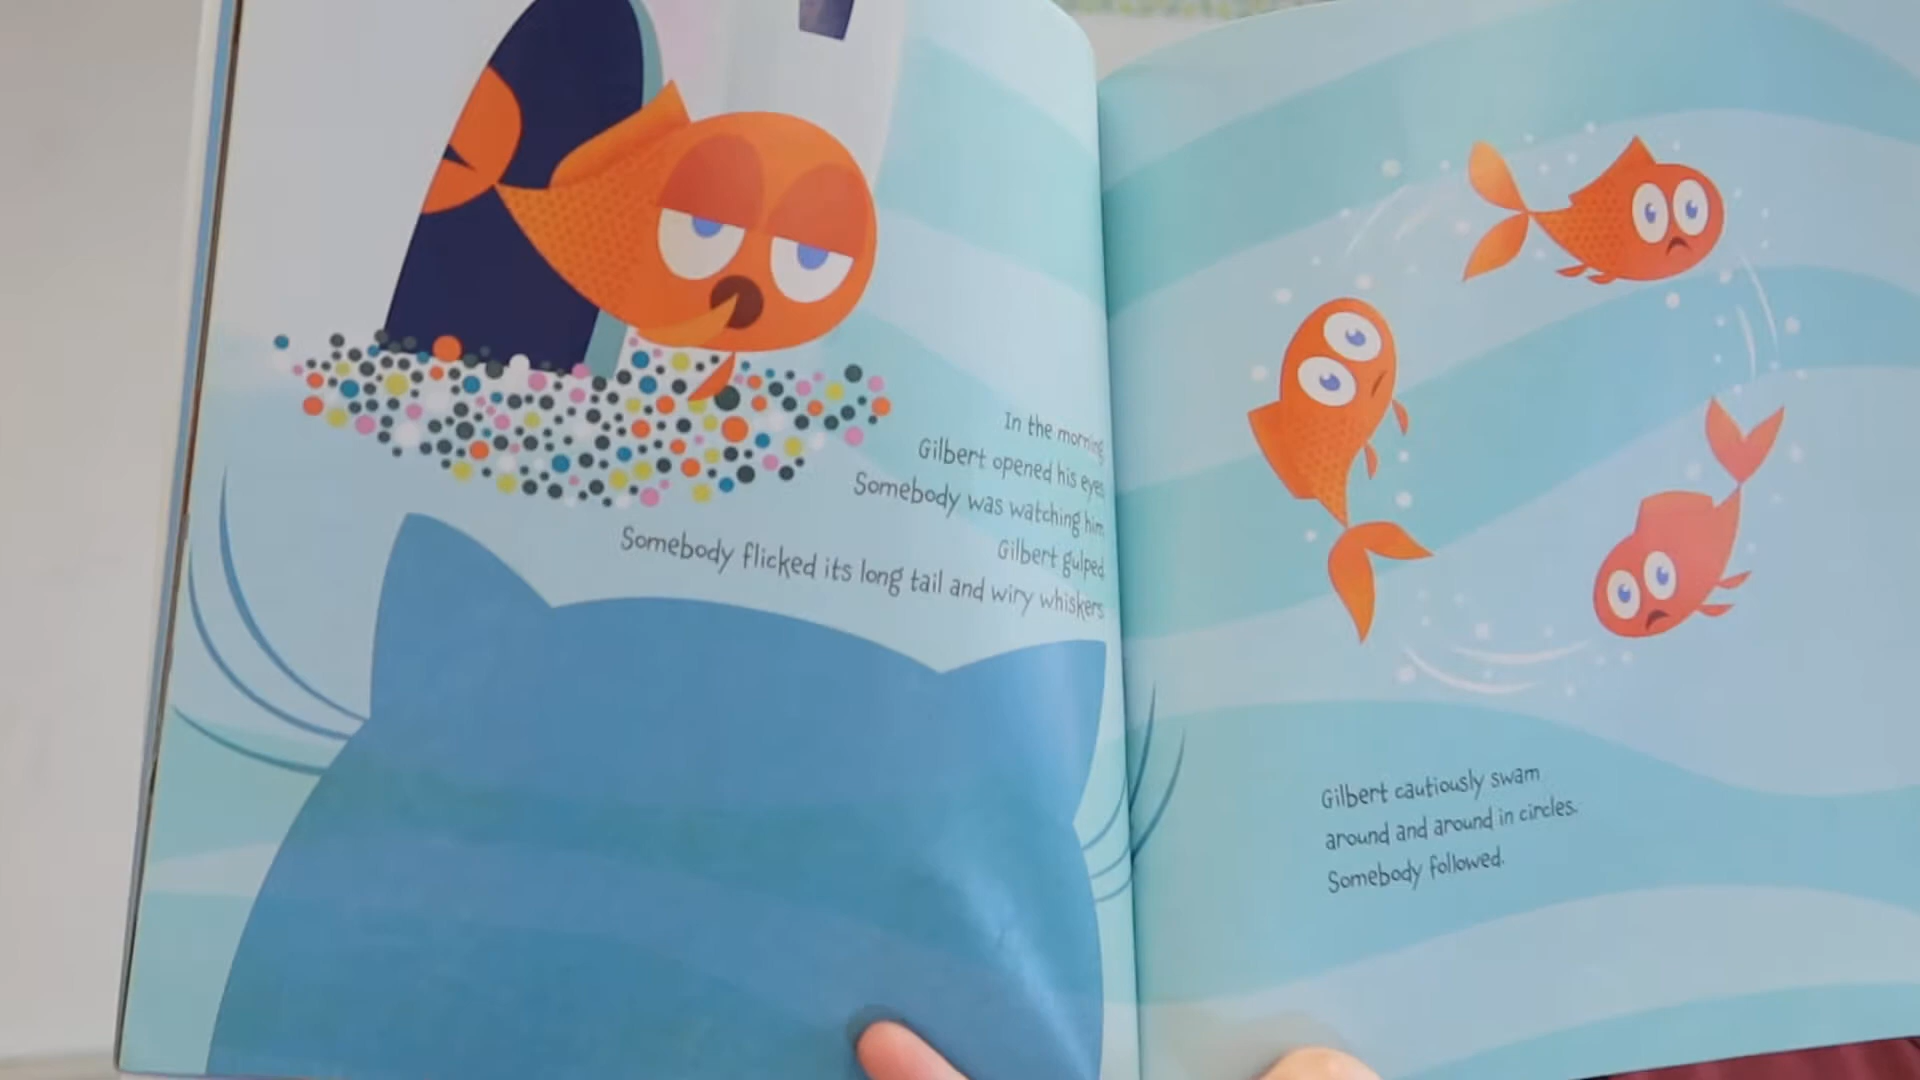 In the morning
Gilbert opened his eyes
Somebody was watching him
Gilbert gulped
Somebody flicked its long tail and wiry whiskers
Gilbert cautiously swam
around and around in circles.
Somebody followed.